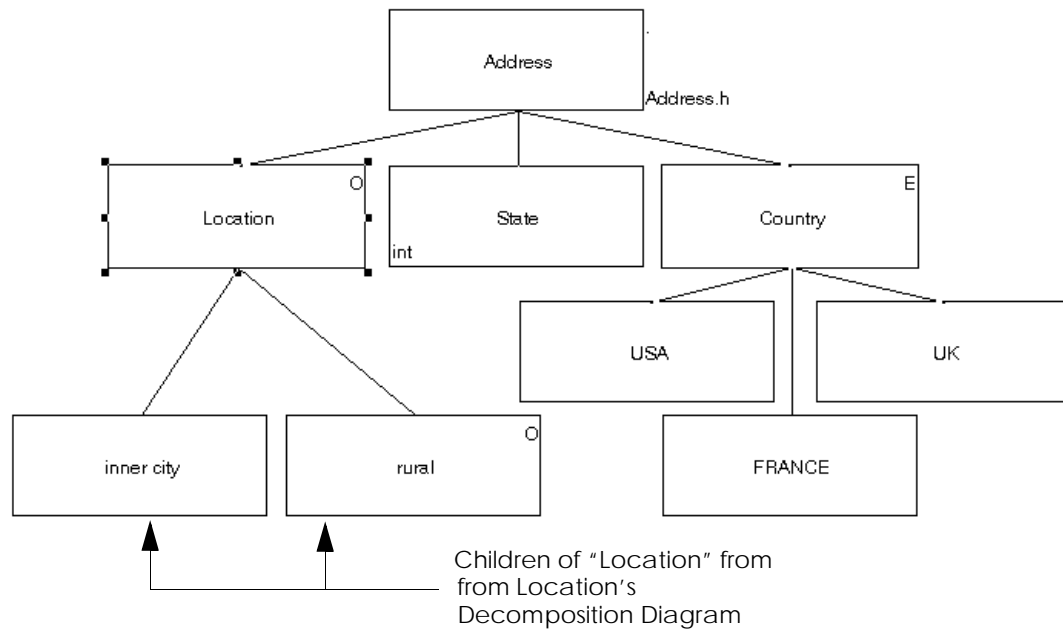 Address
Address.h
O
Location
State
int
E
Country
USA
UK
inner city
O
rural
FRANCE
Children of “Location” from
from Location's
Decomposition Diagram